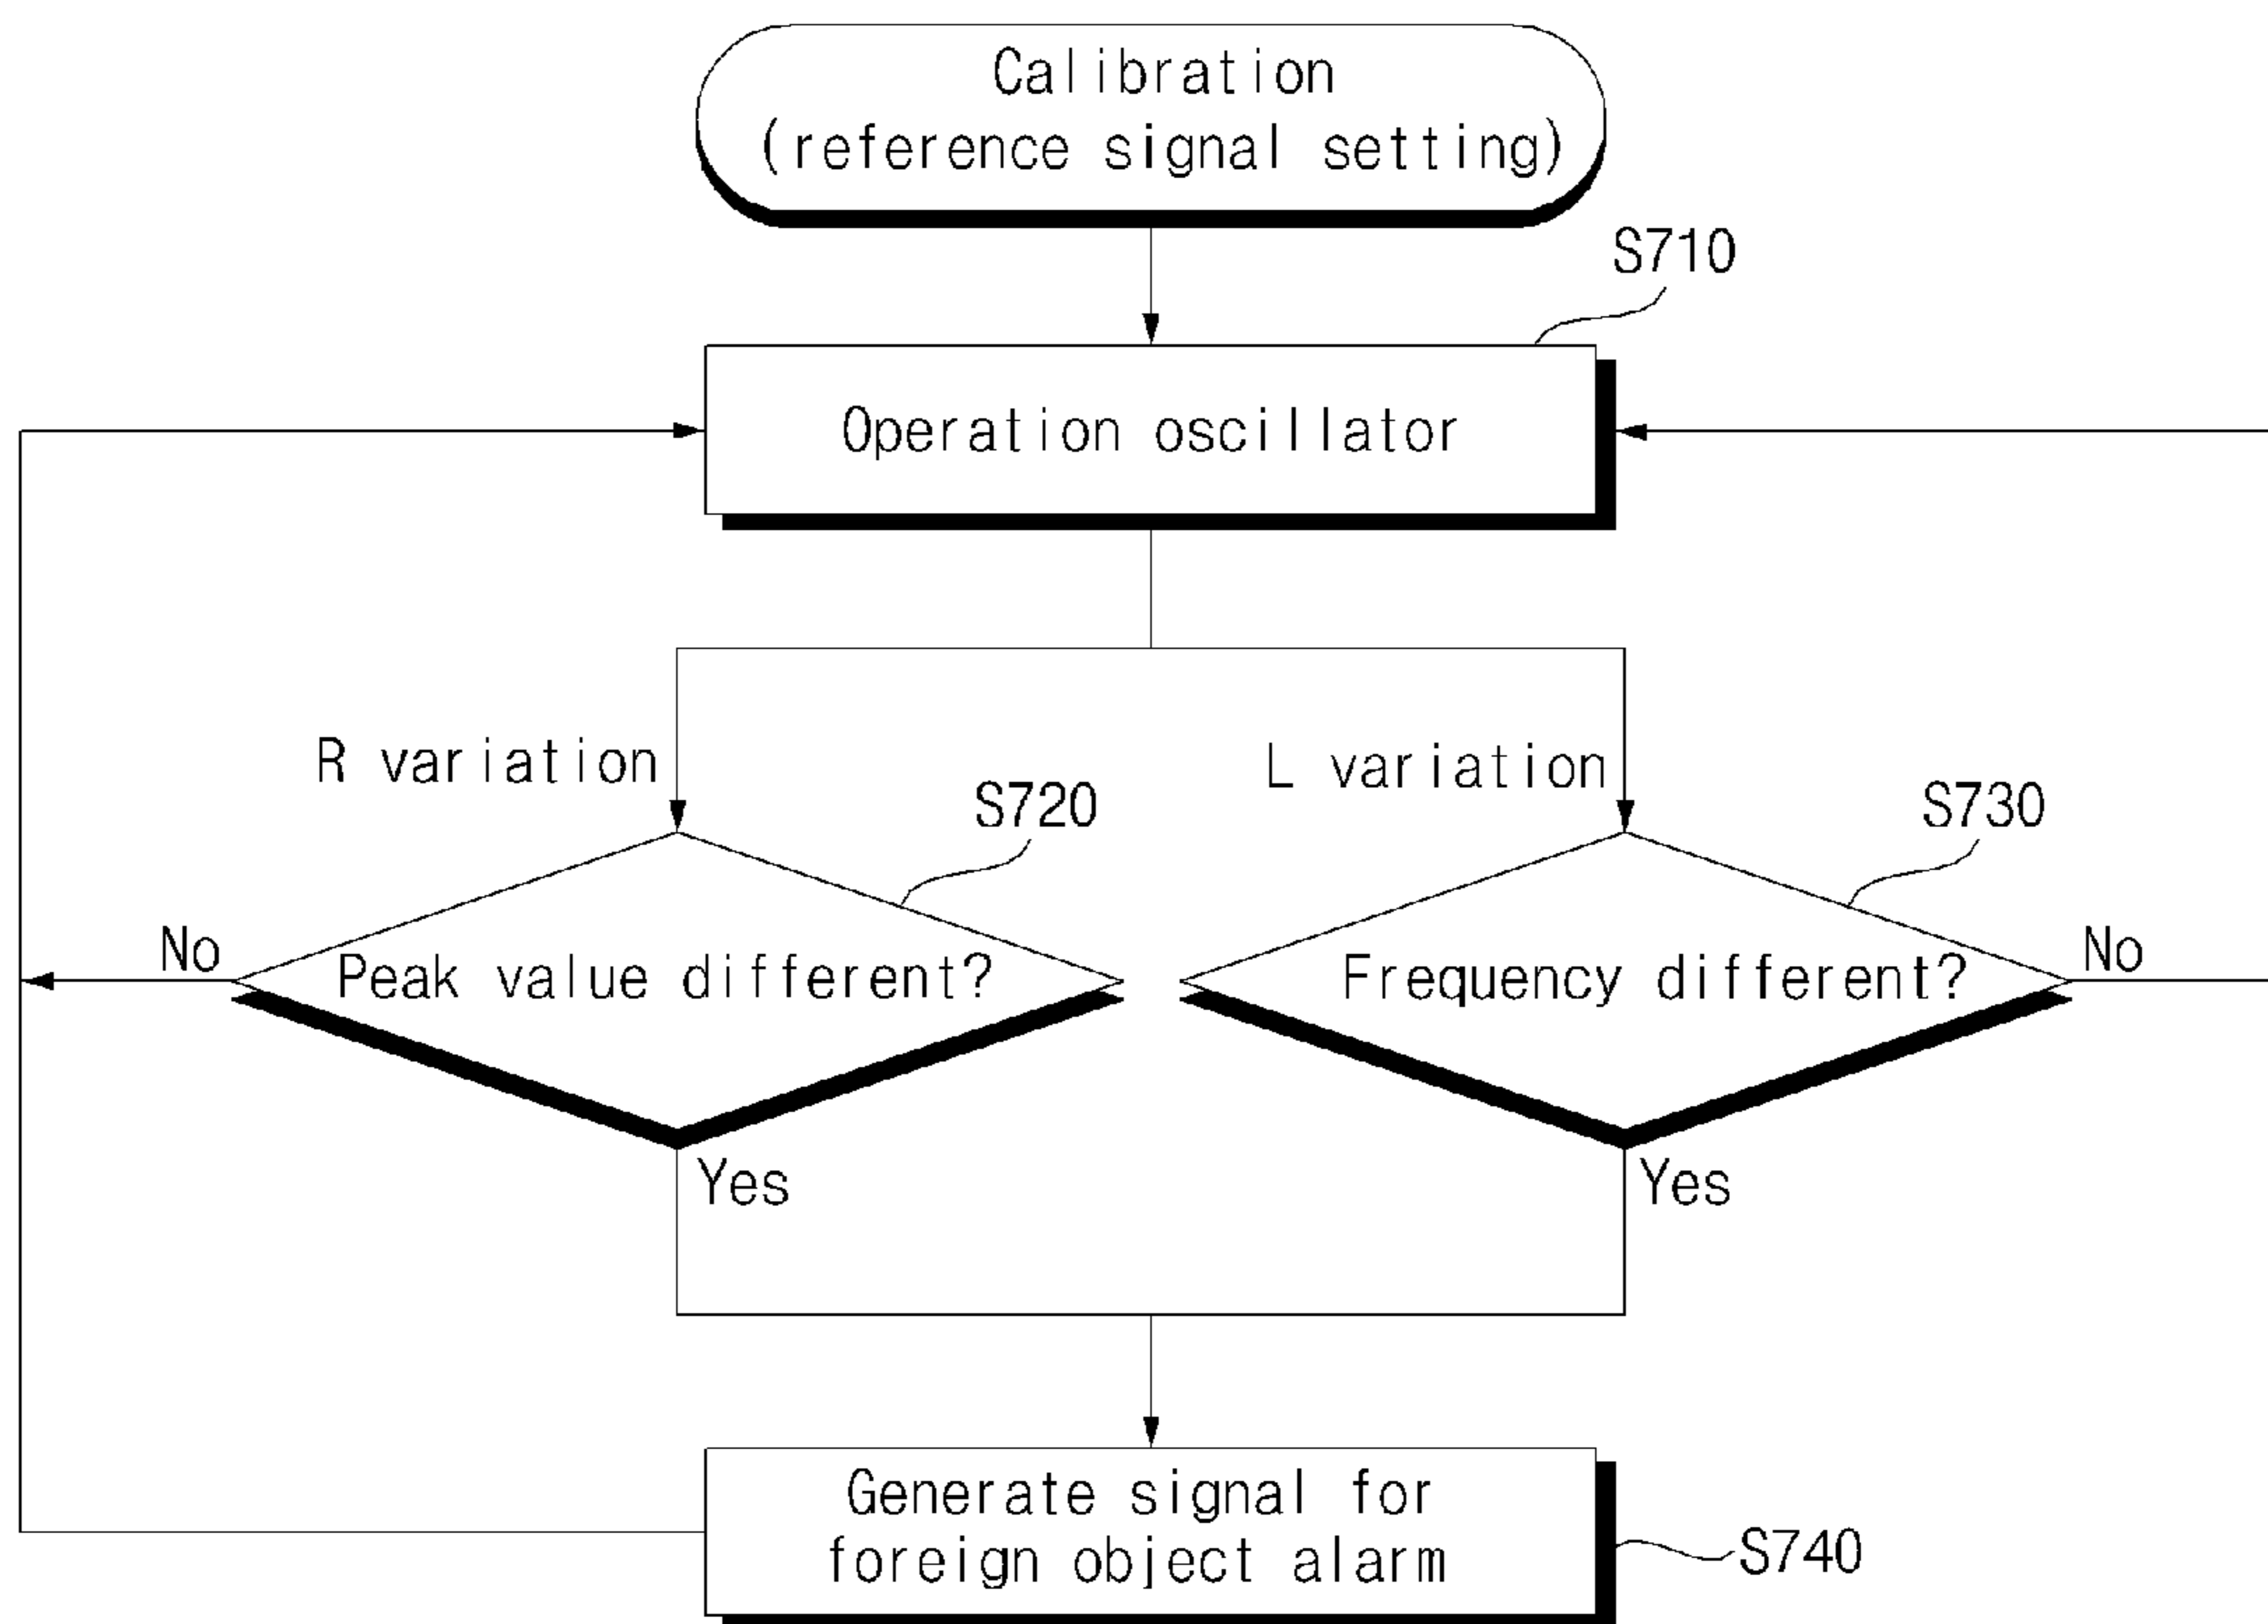 Calibration
(reference signal setting)
S710
Operation oscillator
R variation
L variation
S720
S730
No
Peak value different?
Frequency different?
No
Yes
Yes
Generate signal for
foreign object alarm
S740